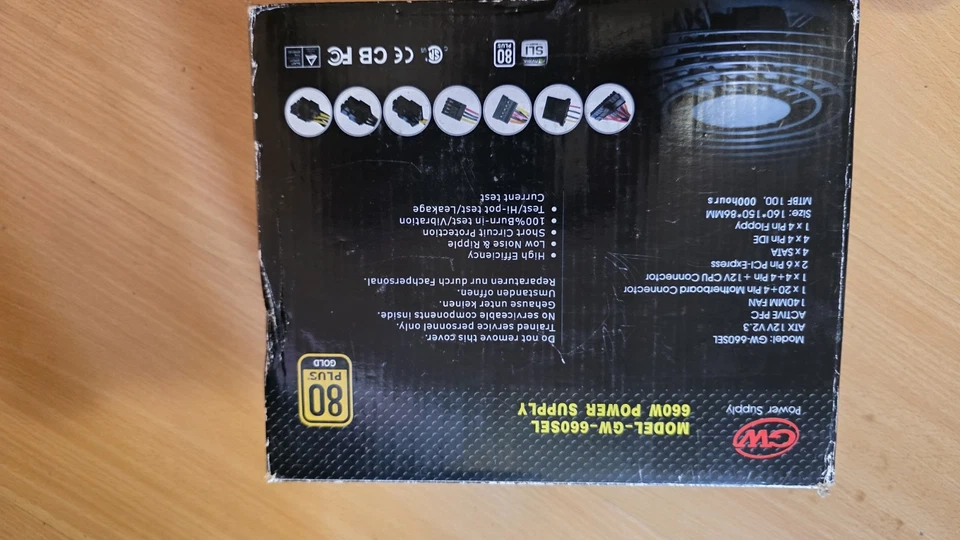 GW
Power Supply
MODEL-GW-660SEL
660W POWER SUPPLY
80
PLUS
GOLD
Model: GW-660SEL
ATX 12V V2.3
ACTIVE PFC
140MM FAN
1 x 20+4 Pin Motherboard Connector
1 x 4+4 Pin +12V CPU Connector
2 x 6 Pin PCI-Express
4 x SATA
4 x 4 Pin IDE
1 x 4 Pin Floppy
Size: 160*150*86MM
MTBF 100, 000hours
Do not remove this cover.
Trained service personnel only.
No serviceable components inside.
Gehause unter keinen.
Umstanden offnen.
Reparaturen nur durch Fachpersonal.
• High Efficiency
• Low Noise & Ripple
• Short Circuit Protection
• 100%Burn-in test/Vibration
• Test/Hi-pot test/Leakage
Current test
SLI
80
PLUS
CE CB FC